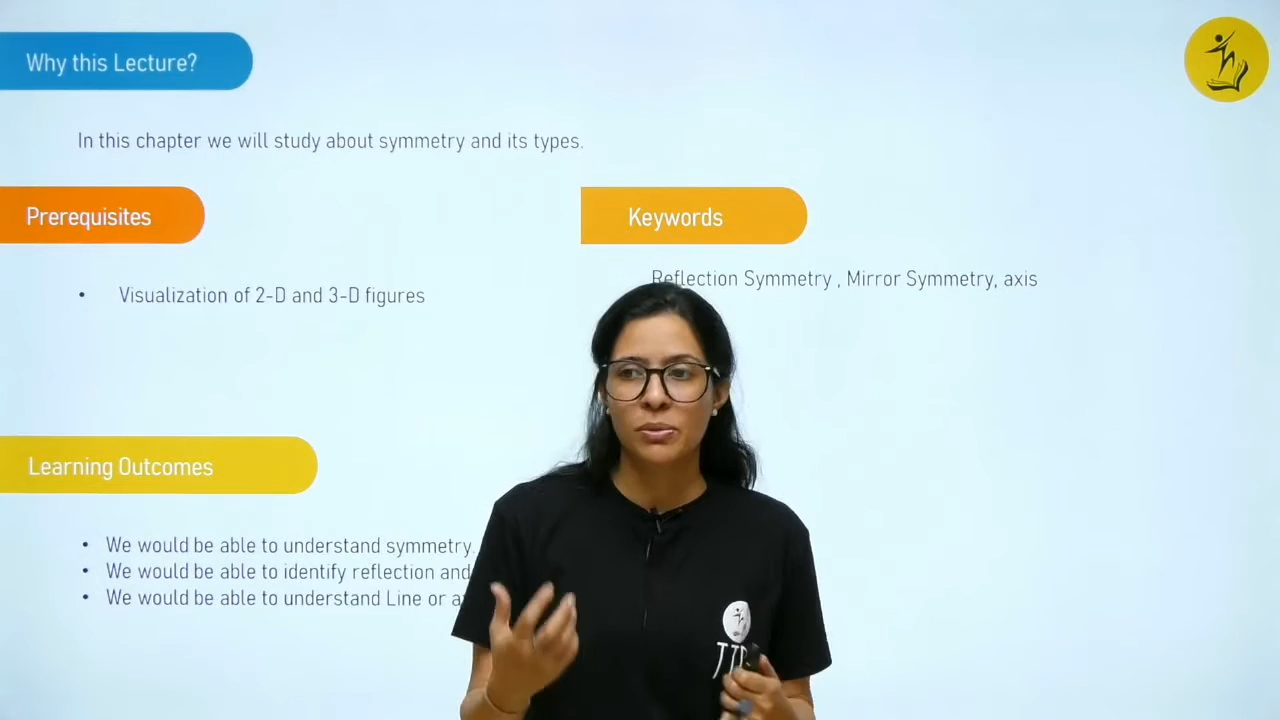 Why this Lecture?
In this chapter we will study about symmetry and its types.
Prerequisites
Keywords
Reflection Symmetry , Mirror Symmetry, axis
• Visualization of 2-D and 3-D figures
Learning Outcomes
• We would be able to understand symmetry.
• We would be able to identify reflection and
• We would be able to understand Line or